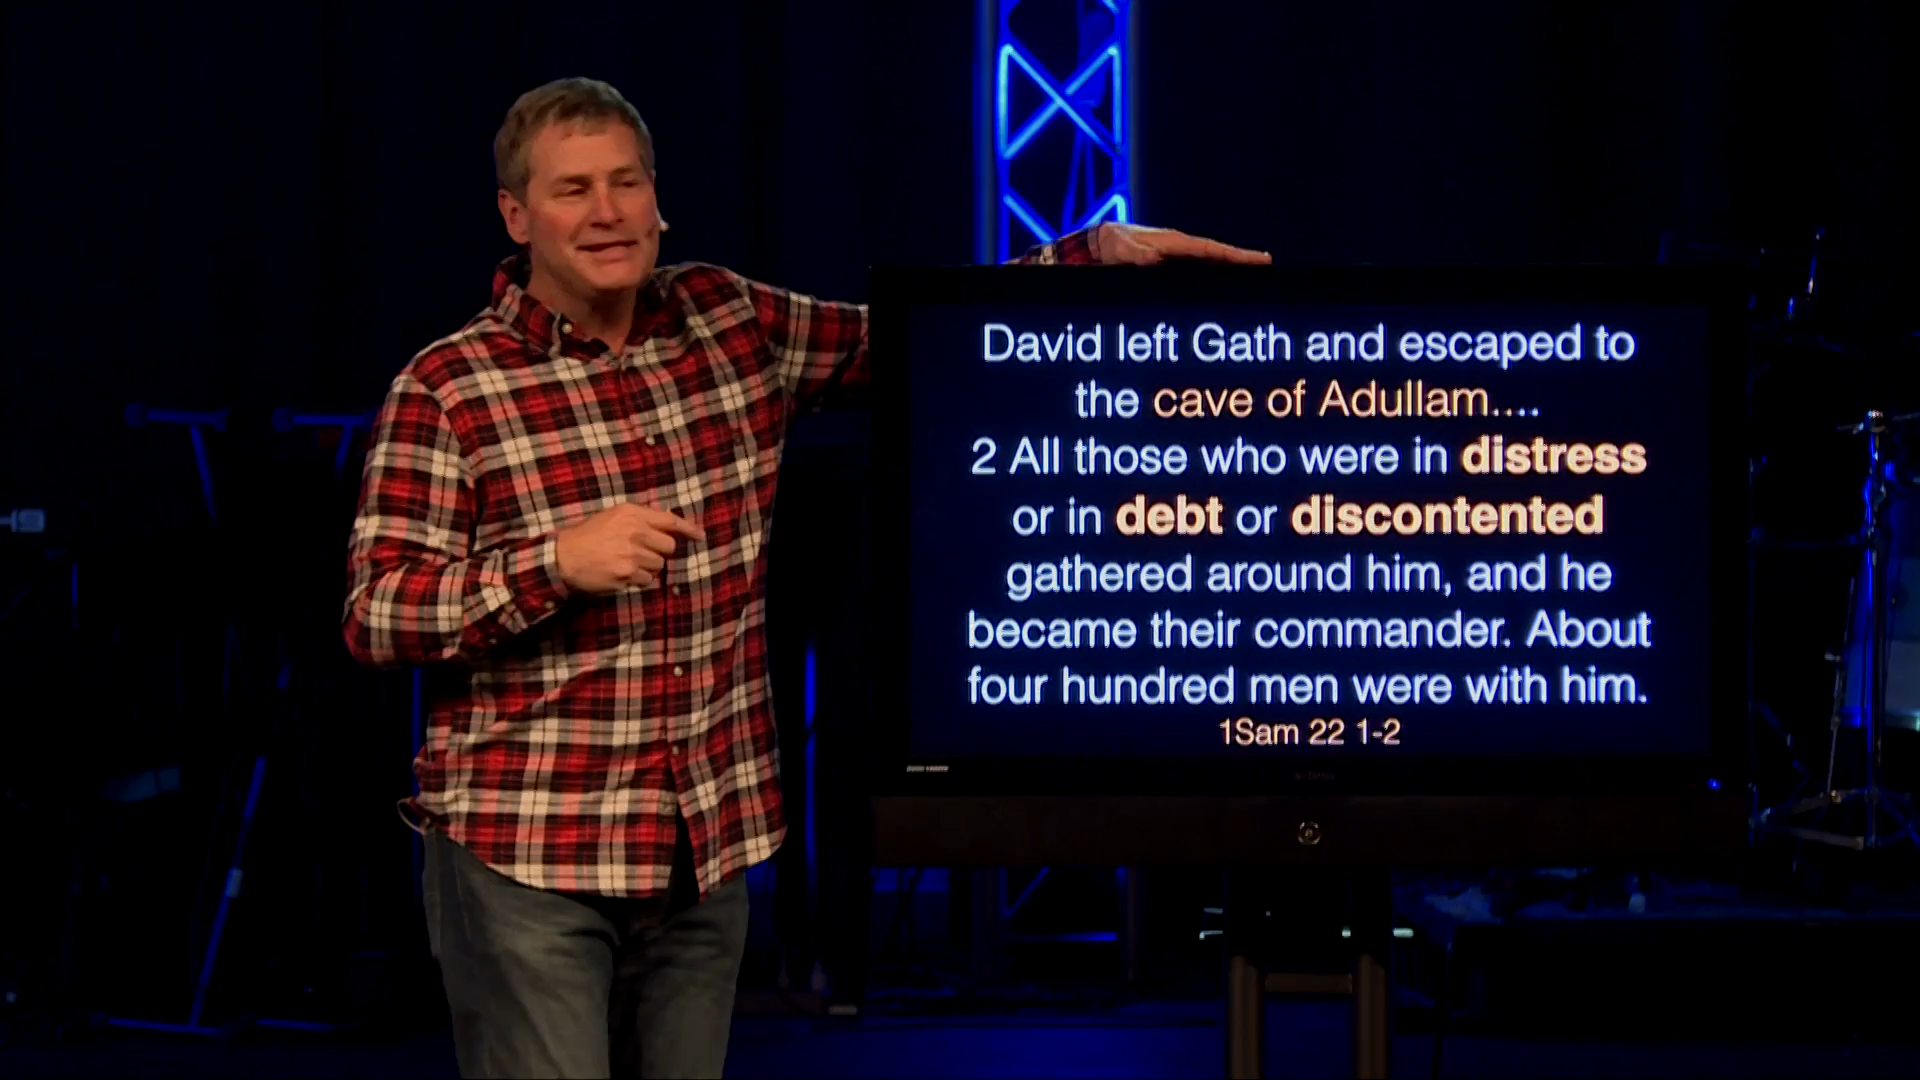 David left Gath and escaped to
the cave of Adullam....
2 All those who were in distress
or in debt or discontented
gathered around him, and he
became their commander. About
four hundred men were with him.
1Sam 22 1-2